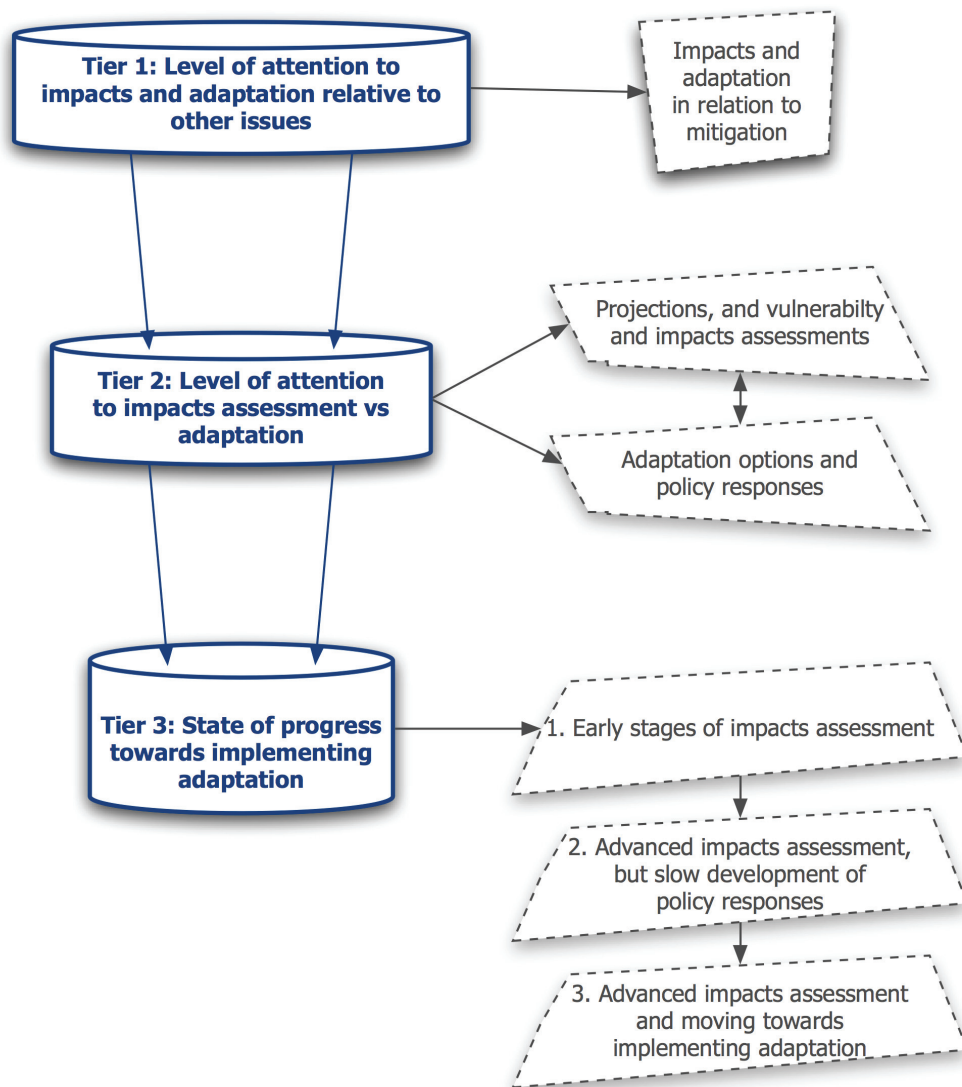 Tier 1: Level of attention to
impacts and adaptation relative to
other issues
Impacts and
adaptation
in relation to
mitigation
Tier 2: Level of attention
to impacts assessment vs
adaptation
Projections, and vulnerabilty
and impacts assessments
Adaptation options and
policy responses
Tier 3: State of progress
towards implementing
adaptation
1. Early stages of impacts assessment
2. Advanced impacts assessment,
but slow development of
policy responses
3. Advanced impacts assessment
and moving towards
implementing adaptation